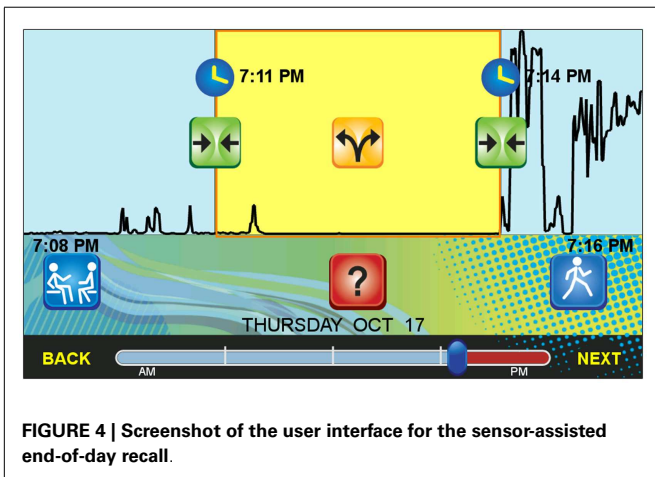 7:11 PM
7:14 PM
7:08 PM
7:16 PM
?
THURSDAY OCT 17
BACK
AM
PM
NEXT
FIGURE 4 | Screenshot of the user interface for the sensor-assisted
end-of-day recall.